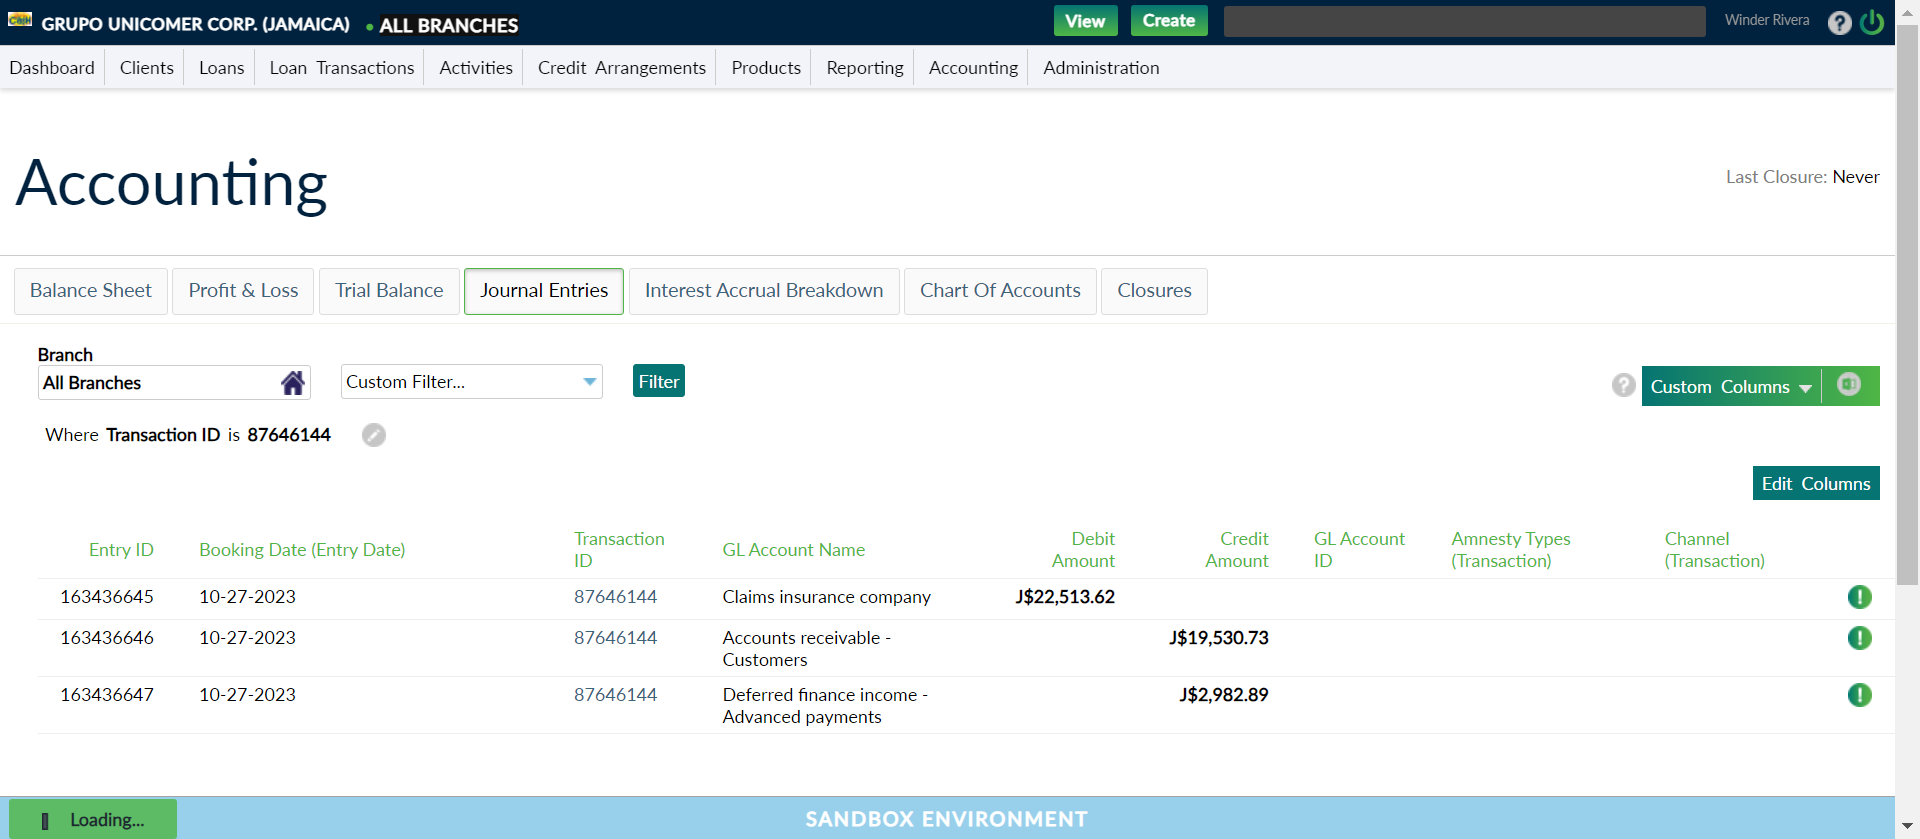 Cash
GRUPO UNICOMER CORP. (JAMAICA) • ALL BRANCHES
View
Create
Winder Rivera
?
Dashboard
Clients
Loans
Loan Transactions
Activities
Credit Arrangements
Products
Reporting
Accounting
Administration
Accounting
Last Closure: Never
Balance Sheet
Profit & Loss
Trial Balance
Journal Entries
Interest Accrual Breakdown
Chart Of Accounts
Closures
Branch
All Branches
Custom Filter...
Filter
?
Custom Columns
Where Transaction ID is 87646144
Edit Columns
Entry ID
Booking Date (Entry Date)
Transaction
ID
GL Account Name
Debit
Amount
Credit
Amount
GL Account
ID
Amnesty Types
(Transaction)
Channel
(Transaction)
163436645 10-27-2023 87646144 Claims insurance company J$22,513.62
163436646 10-27-2023 87646144 Accounts receivable - J$19,530.73
Customers
163436647 10-27-2023 87646144 Deferred finance income - J$2,982.89
Advanced payments
Loading...
SANDBOX ENVIRONMENT